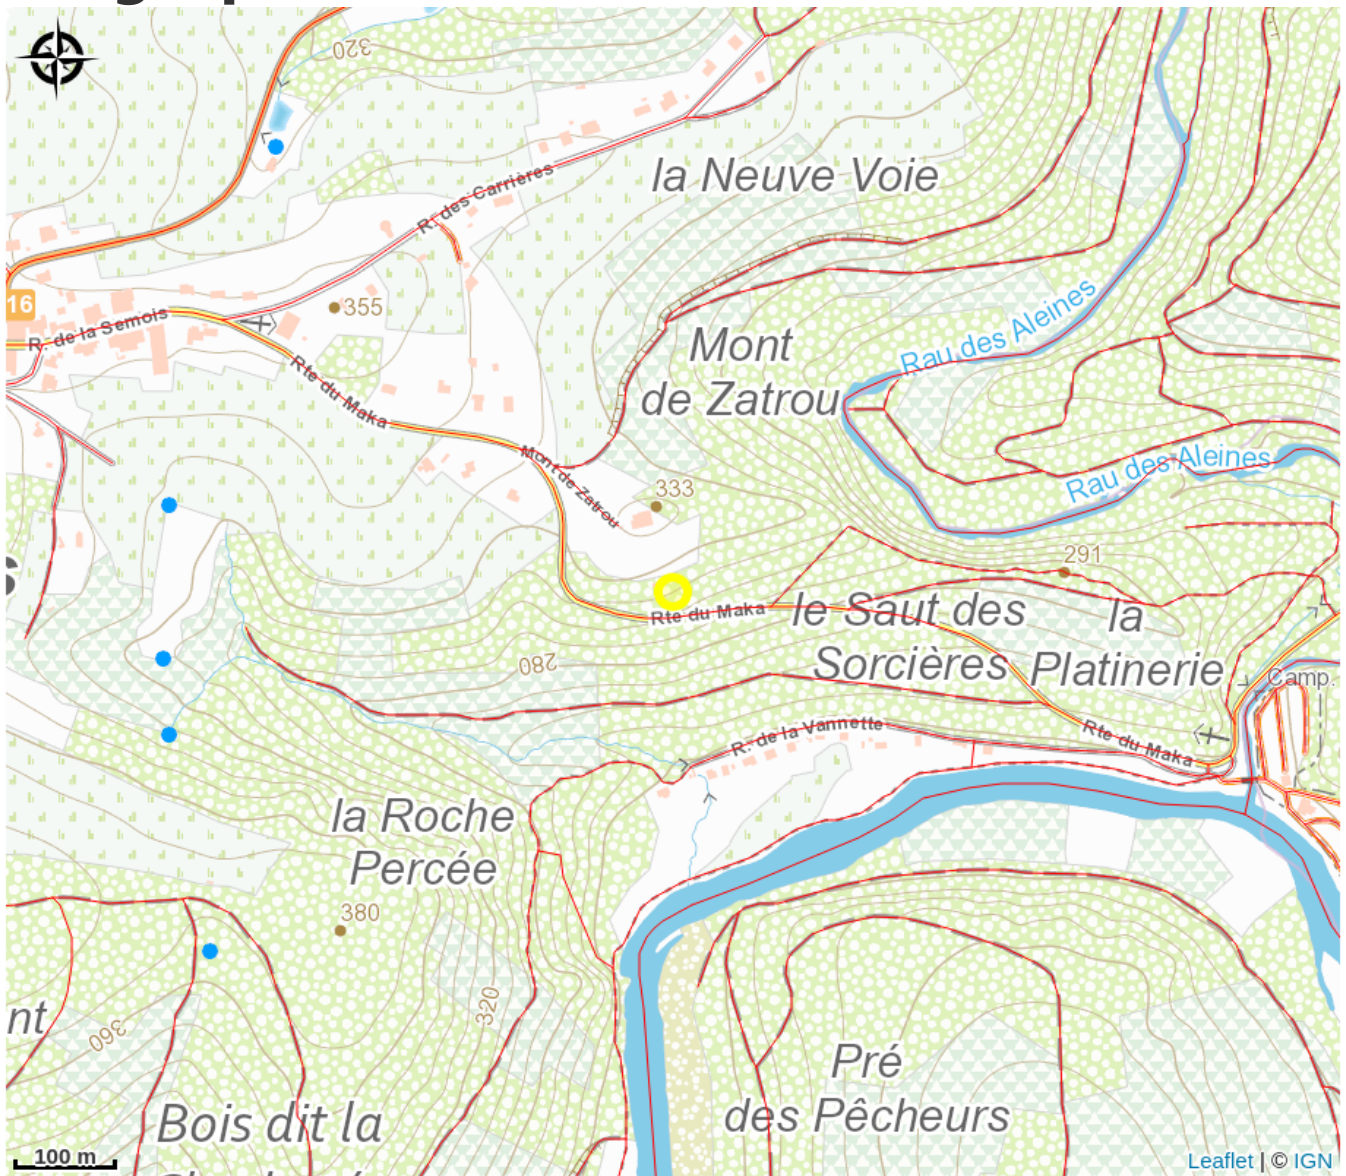 320
la Neuve Voie
R. des Carrières
Rau des Aleines
16
355
R. de la Semois
Mont
de Zatrou
Rte du Maka
Mont de Zatrou
Rau des Aleines
333
291
Rte du Maka
le Saut des
Sorcières
la
Platinerie
280
Camp.
R. de la Vannette
Rte du Maka
la Roche
Percée
380
320
nt
360
Pré
des Pêcheurs
Bois dit la
100 m
Leaflet | © IGN